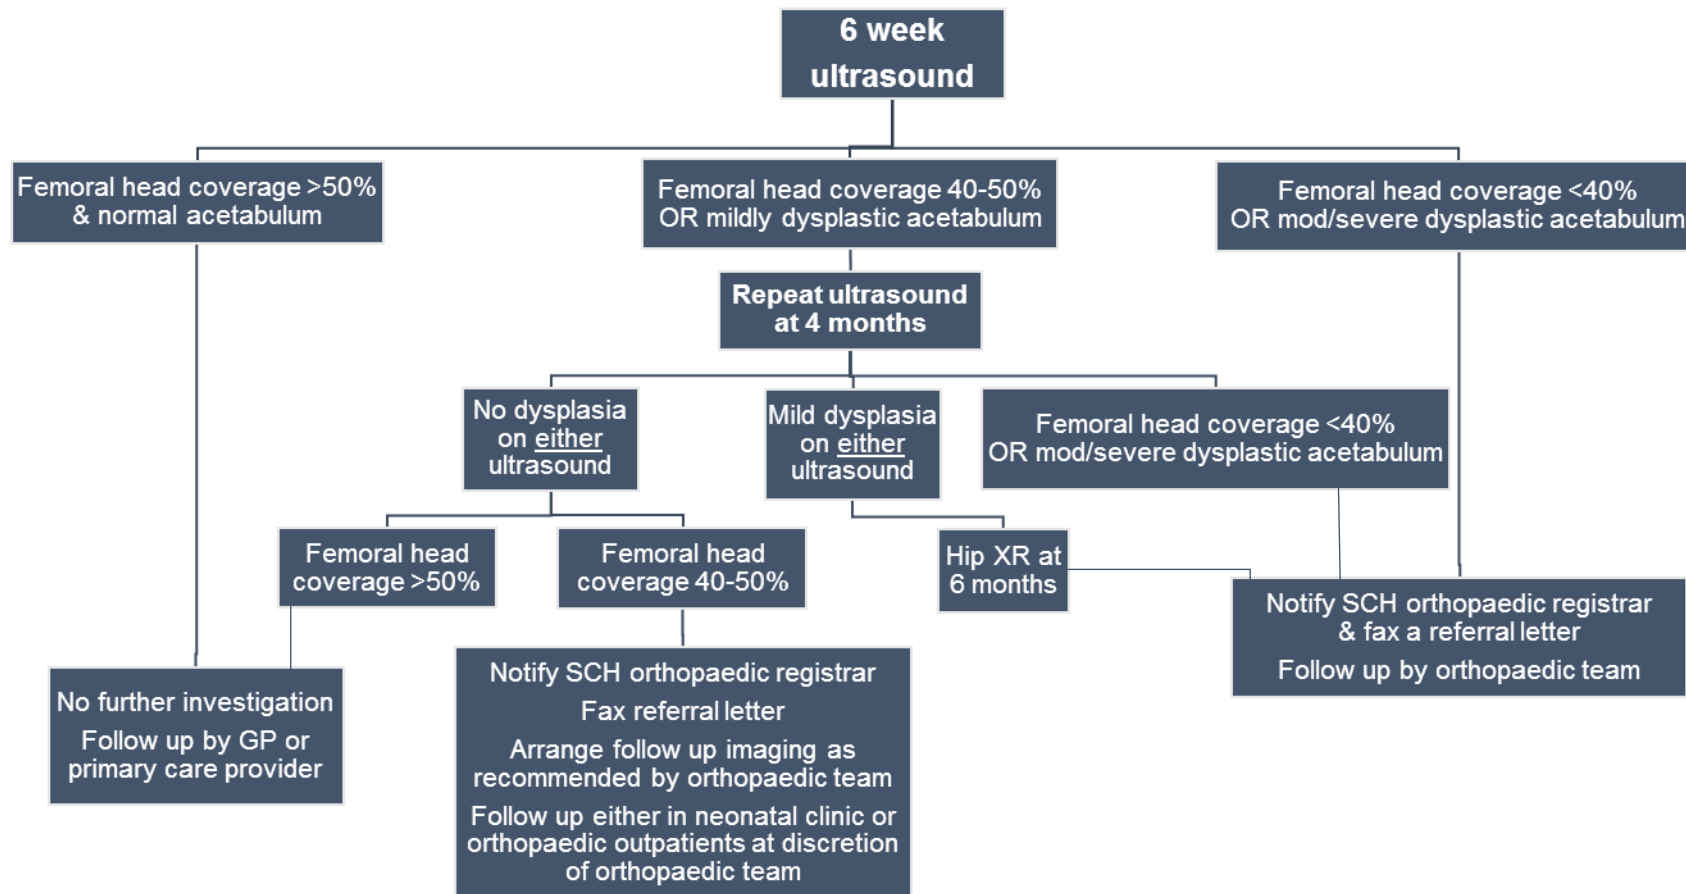 6 week
ultrasound
Femoral head coverage >50%
& normal acetabulum
Femoral head coverage 40-50%
OR mildly dysplastic acetabulum
Femoral head coverage <40%
OR mod/severe dysplastic acetabulum
Repeat ultrasound
at 4 months
No dysplasia
on either
ultrasound
Mild dysplasia
on either
ultrasound
Femoral head coverage <40%
OR mod/severe dysplastic acetabulum
Femoral head
coverage >50%
Femoral head
coverage 40-50%
Hip XR at
6 months
Notify SCH orthopaedic registrar
& fax a referral letter
Follow up by orthopaedic team
No further investigation
Follow up by GP or
primary care provider
Notify SCH orthopaedic registrar
Fax referral letter
Arrange follow up imaging as
recommended by orthopaedic team
Follow up either in neonatal clinic or
orthopaedic outpatients at discretion
of orthopaedic team